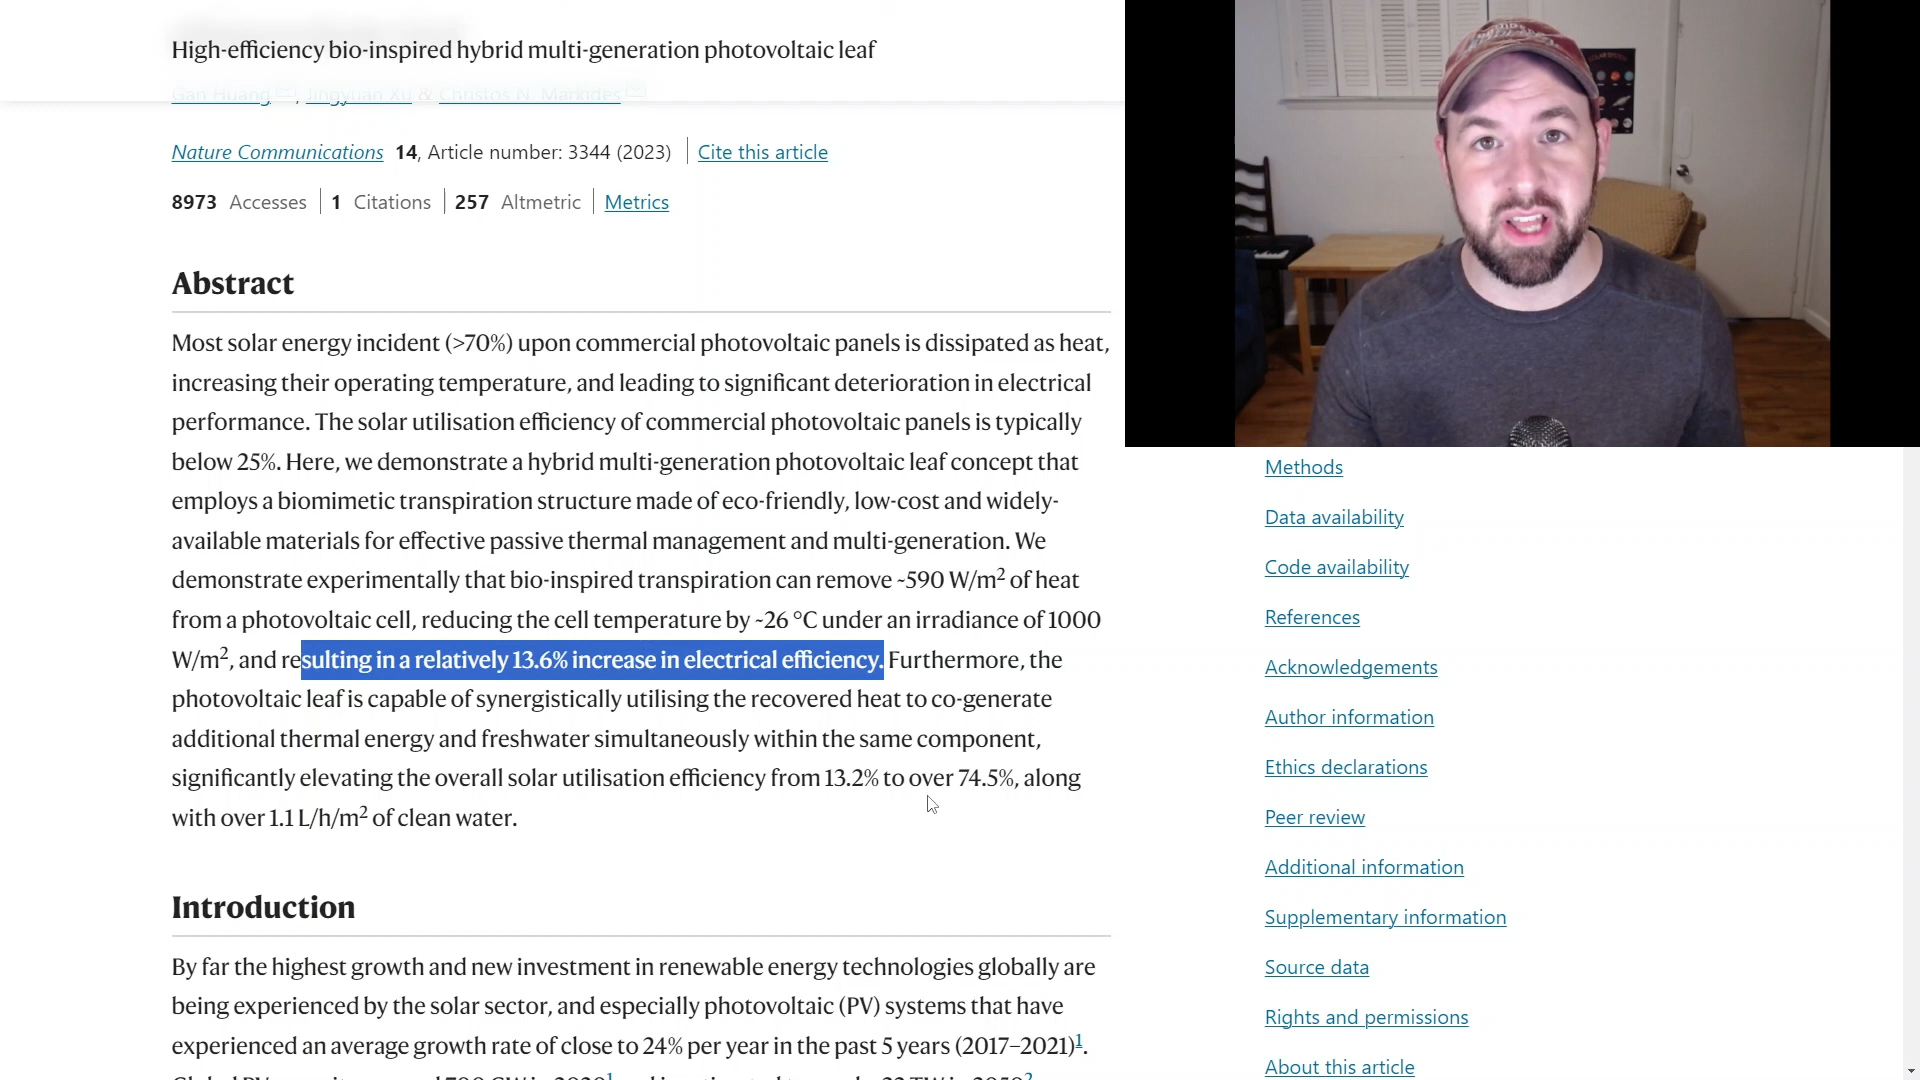 High-efficiency bio-inspired hybrid multi-generation photovoltaic leaf
Gan Huang, Jingyuan Xu & Christos N. Markides
Nature Communications 14, Article number: 3344 (2023) Cite this article
8973 Accesses 1 Citations 257 Altmetric Metrics
Abstract
Most solar energy incident (>70%) upon commercial photovoltaic panels is dissipated as heat,
increasing their operating temperature, and leading to significant deterioration in electrical
performance. The solar utilisation efficiency of commercial photovoltaic panels is typically
below 25%. Here, we demonstrate a hybrid multi-generation photovoltaic leaf concept that
employs a biomimetic transpiration structure made of eco-friendly, low-cost and widely-
available materials for effective passive thermal management and multi-generation. We
demonstrate experimentally that bio-inspired transpiration can remove ~590 W/m² of heat
from a photovoltaic cell, reducing the cell temperature by ~26 °C under an irradiance of 1000
W/m², and resulting in a relatively 13.6% increase in electrical efficiency. Furthermore, the
photovoltaic leaf is capable of synergistically utilising the recovered heat to co-generate
additional thermal energy and freshwater simultaneously within the same component,
significantly elevating the overall solar utilisation efficiency from 13.2% to over 74.5%, along
with over 1.1 L/h/m² of clean water.
Introduction
By far the highest growth and new investment in renewable energy technologies globally are
being experienced by the solar sector, and especially photovoltaic (PV) systems that have
experienced an average growth rate of close to 24% per year in the past 5 years (2017–2021)¹.
Methods
Data availability
Code availability
References
Acknowledgements
Author information
Ethics declarations
Peer review
Additional information
Supplementary information
Source data
Rights and permissions
About this article